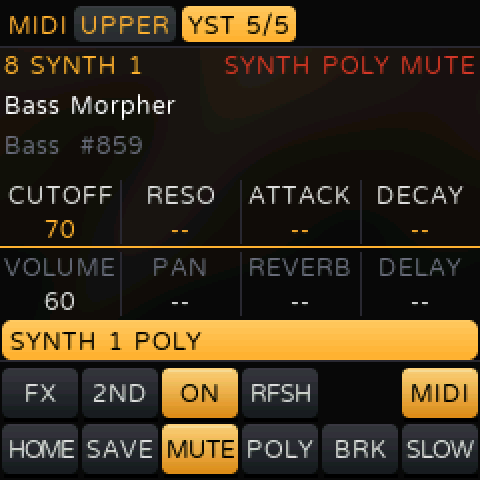 MIDI UPPER YST 5/5
8 SYNTH 1 SYNTH POLY MUTE
Bass Morpher
Bass #859
CUTOFF RESO ATTACK DECAY
70 -- -- --
VOLUME PAN REVERB DELAY
60 -- -- --
SYNTH 1 POLY
FX 2ND ON RFSH MIDI
HOME SAVE MUTE POLY BRK SLOW